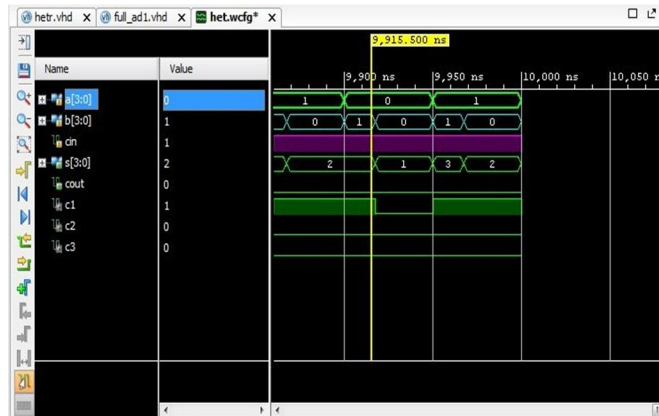 hetr.vhd x full_ad1.vhd x het.wcfg* x
9,915.500 ns
Name Value
9,900 ns 9,950 ns 10,000 ns 10,050 n
a[3:0] 0 1 0 1
b[3:0] 1 0 1 0 1 0
cin 1
s[3:0] 2 2 1 3 2
cout 0
c1 1
c2 0
c3 0